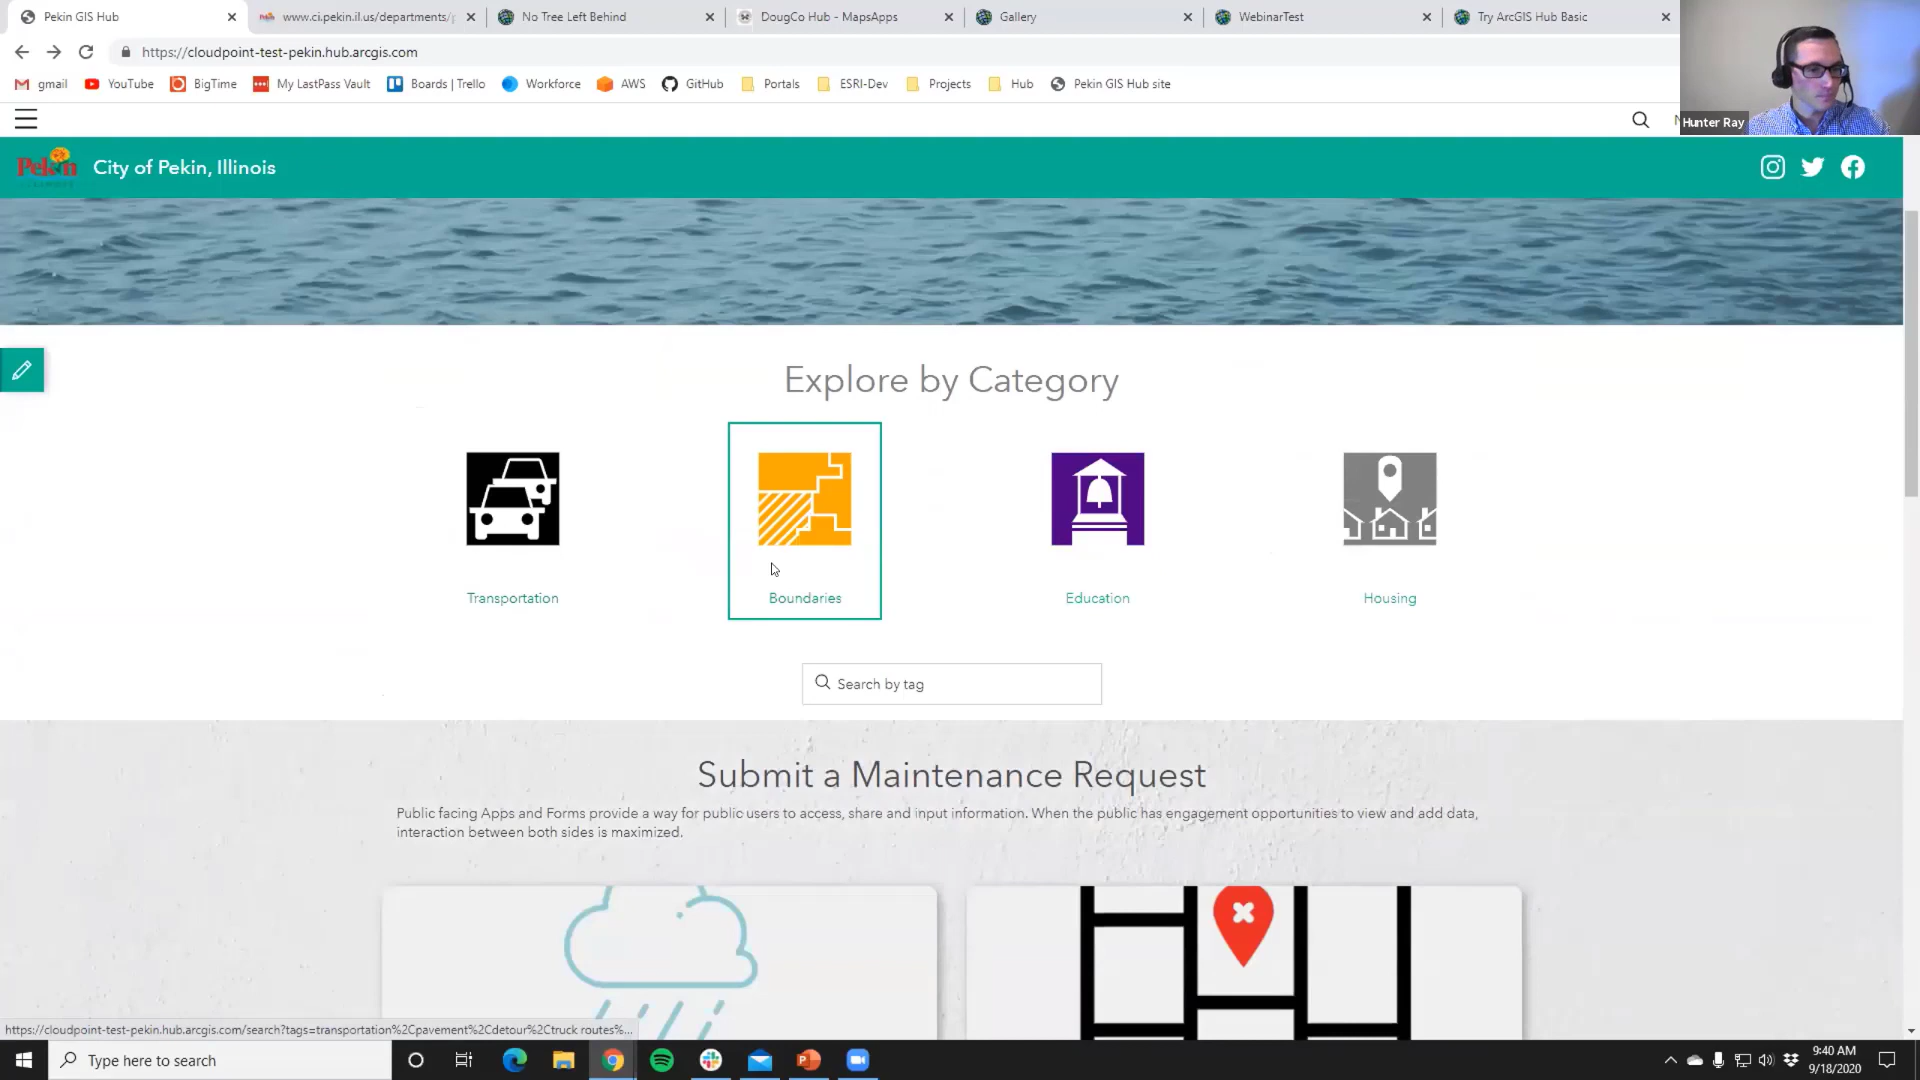 Pekin GIS Hub
www.ci.pekin.il.us/departments/
No Tree Left Behind
DougCo Hub - MapsApps
Gallery
WebinarTest
Try ArcGIS Hub Basic
https://cloudpoint-test-pekin.hub.arcgis.com
gmail
YouTube
BigTime
My LastPass Vault
Boards | Trello
Workforce
AWS
GitHub
Portals
ESRI-Dev
Projects
Hub
Pekin GIS Hub site
Hunter Ray
Pekin
City of Pekin, Illinois
Explore by Category
Transportation
Boundaries
Education
Housing
Search by tag
Submit a Maintenance Request
Public facing Apps and Forms provide a way for public users to access, share and input information. When the public has engagement opportunities to view and add data,
interaction between both sides is maximized.
https://cloudpoint-test-pekin.hub.arcgis.com/search?tags=transportation%2Cpavement%2Cdetour%2Ctruck routes%...
Type here to search
9:40 AM
9/18/2020